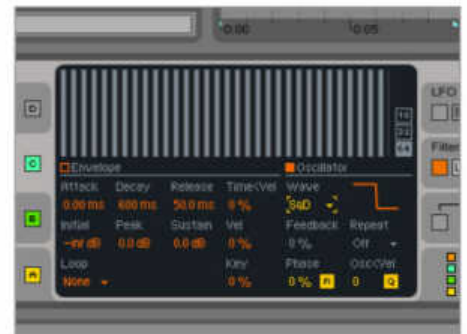 0:00 0:05
LFO
D
16
32
64
Filter
C
Envelope Oscillator
Attack Decay Release Time<Vel Wave
0.00 ms 600 ms 50.0 ms 0 % SqD
B
Initial Peak Sustain Vel Feedback Repeat
-inf dB 0.0 dB 0.0 dB 0 % 0 % Off
Loop Key Phase Osc<Vel
A
None 0 % 0 % R 0 Q